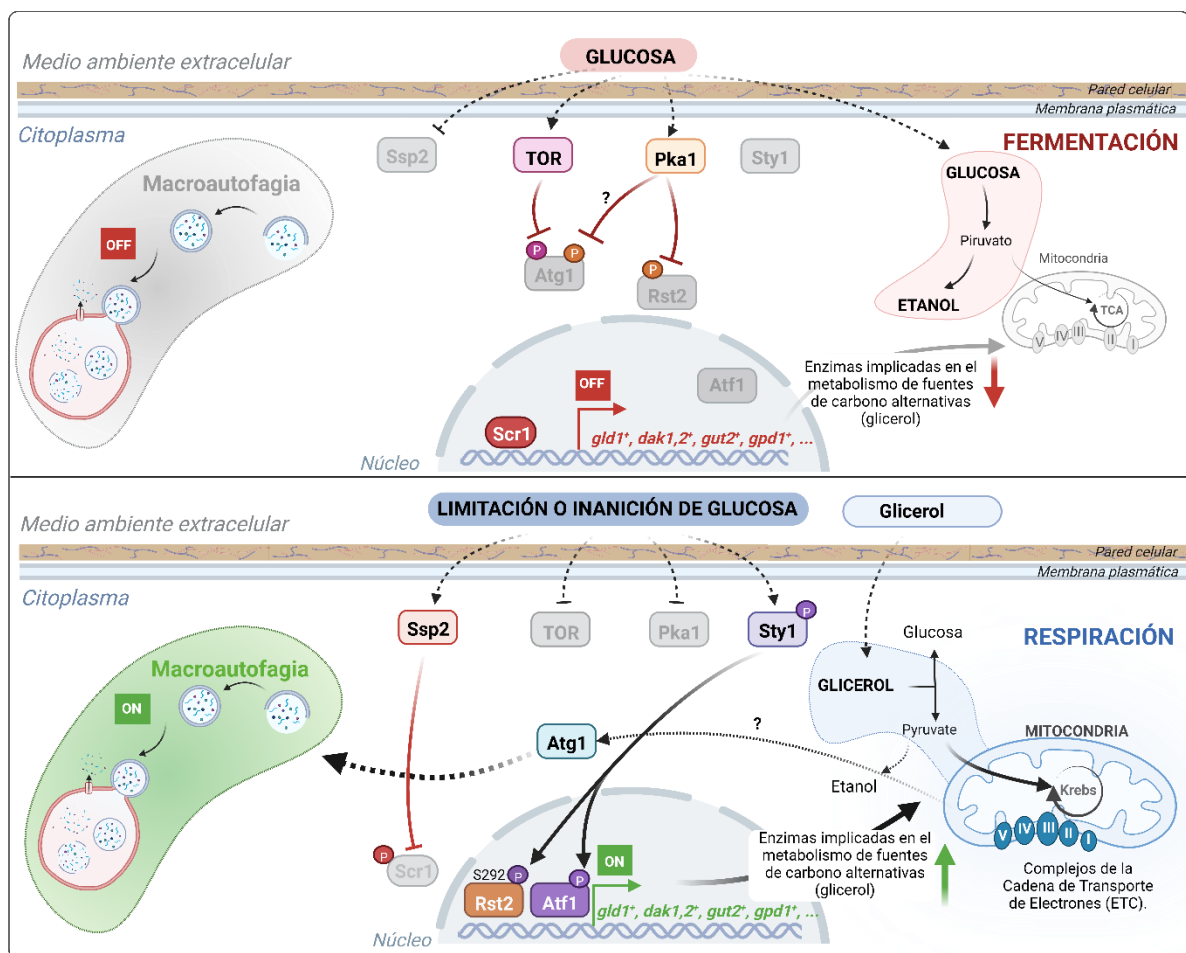 GLUCOSA
Medio ambiente extracelular
Pared celular
Membrana plasmática
Citoplasma
FERMENTACIÓN
Ssp2
TOR
Pka1
Sty1
Macroautofagia
OFF
?
P
P
Atg1
P
Rst2
GLUCOSA
Piruvato
ETANOL
Mitocondria
TCA
V
IV
III
II
I
Enzimas implicadas en el
metabolismo de fuentes
de carbono alternativas
(glicerol)
Atf1
OFF
Scr1
gld1⁺, dak1,2⁺, gut2⁺, gpd1⁺, ...
Núcleo
LIMITACIÓN O INANICIÓN DE GLUCOSA
Glicerol
Medio ambiente extracelular
Pared celular
Membrana plasmática
Citoplasma
RESPIRACIÓN
Ssp2
TOR
Pka1
Sty1
P
Macroautofagia
ON
Glucosa
GLICEROL
Pyruvate
Etanol
MITOCONDRIA
Krebs
V
IV
III
II
I
Complejos de la
Cadena de Transporte
de Electrones (ETC).
?
Atg1
Enzimas implicadas en el
metabolismo de fuentes
de carbono alternativas
(glicerol)
P
Scr1
S292
P
Rst2
P
Atf1
ON
gld1⁺, dak1,2⁺, gut2⁺, gpd1⁺, ...
Núcleo